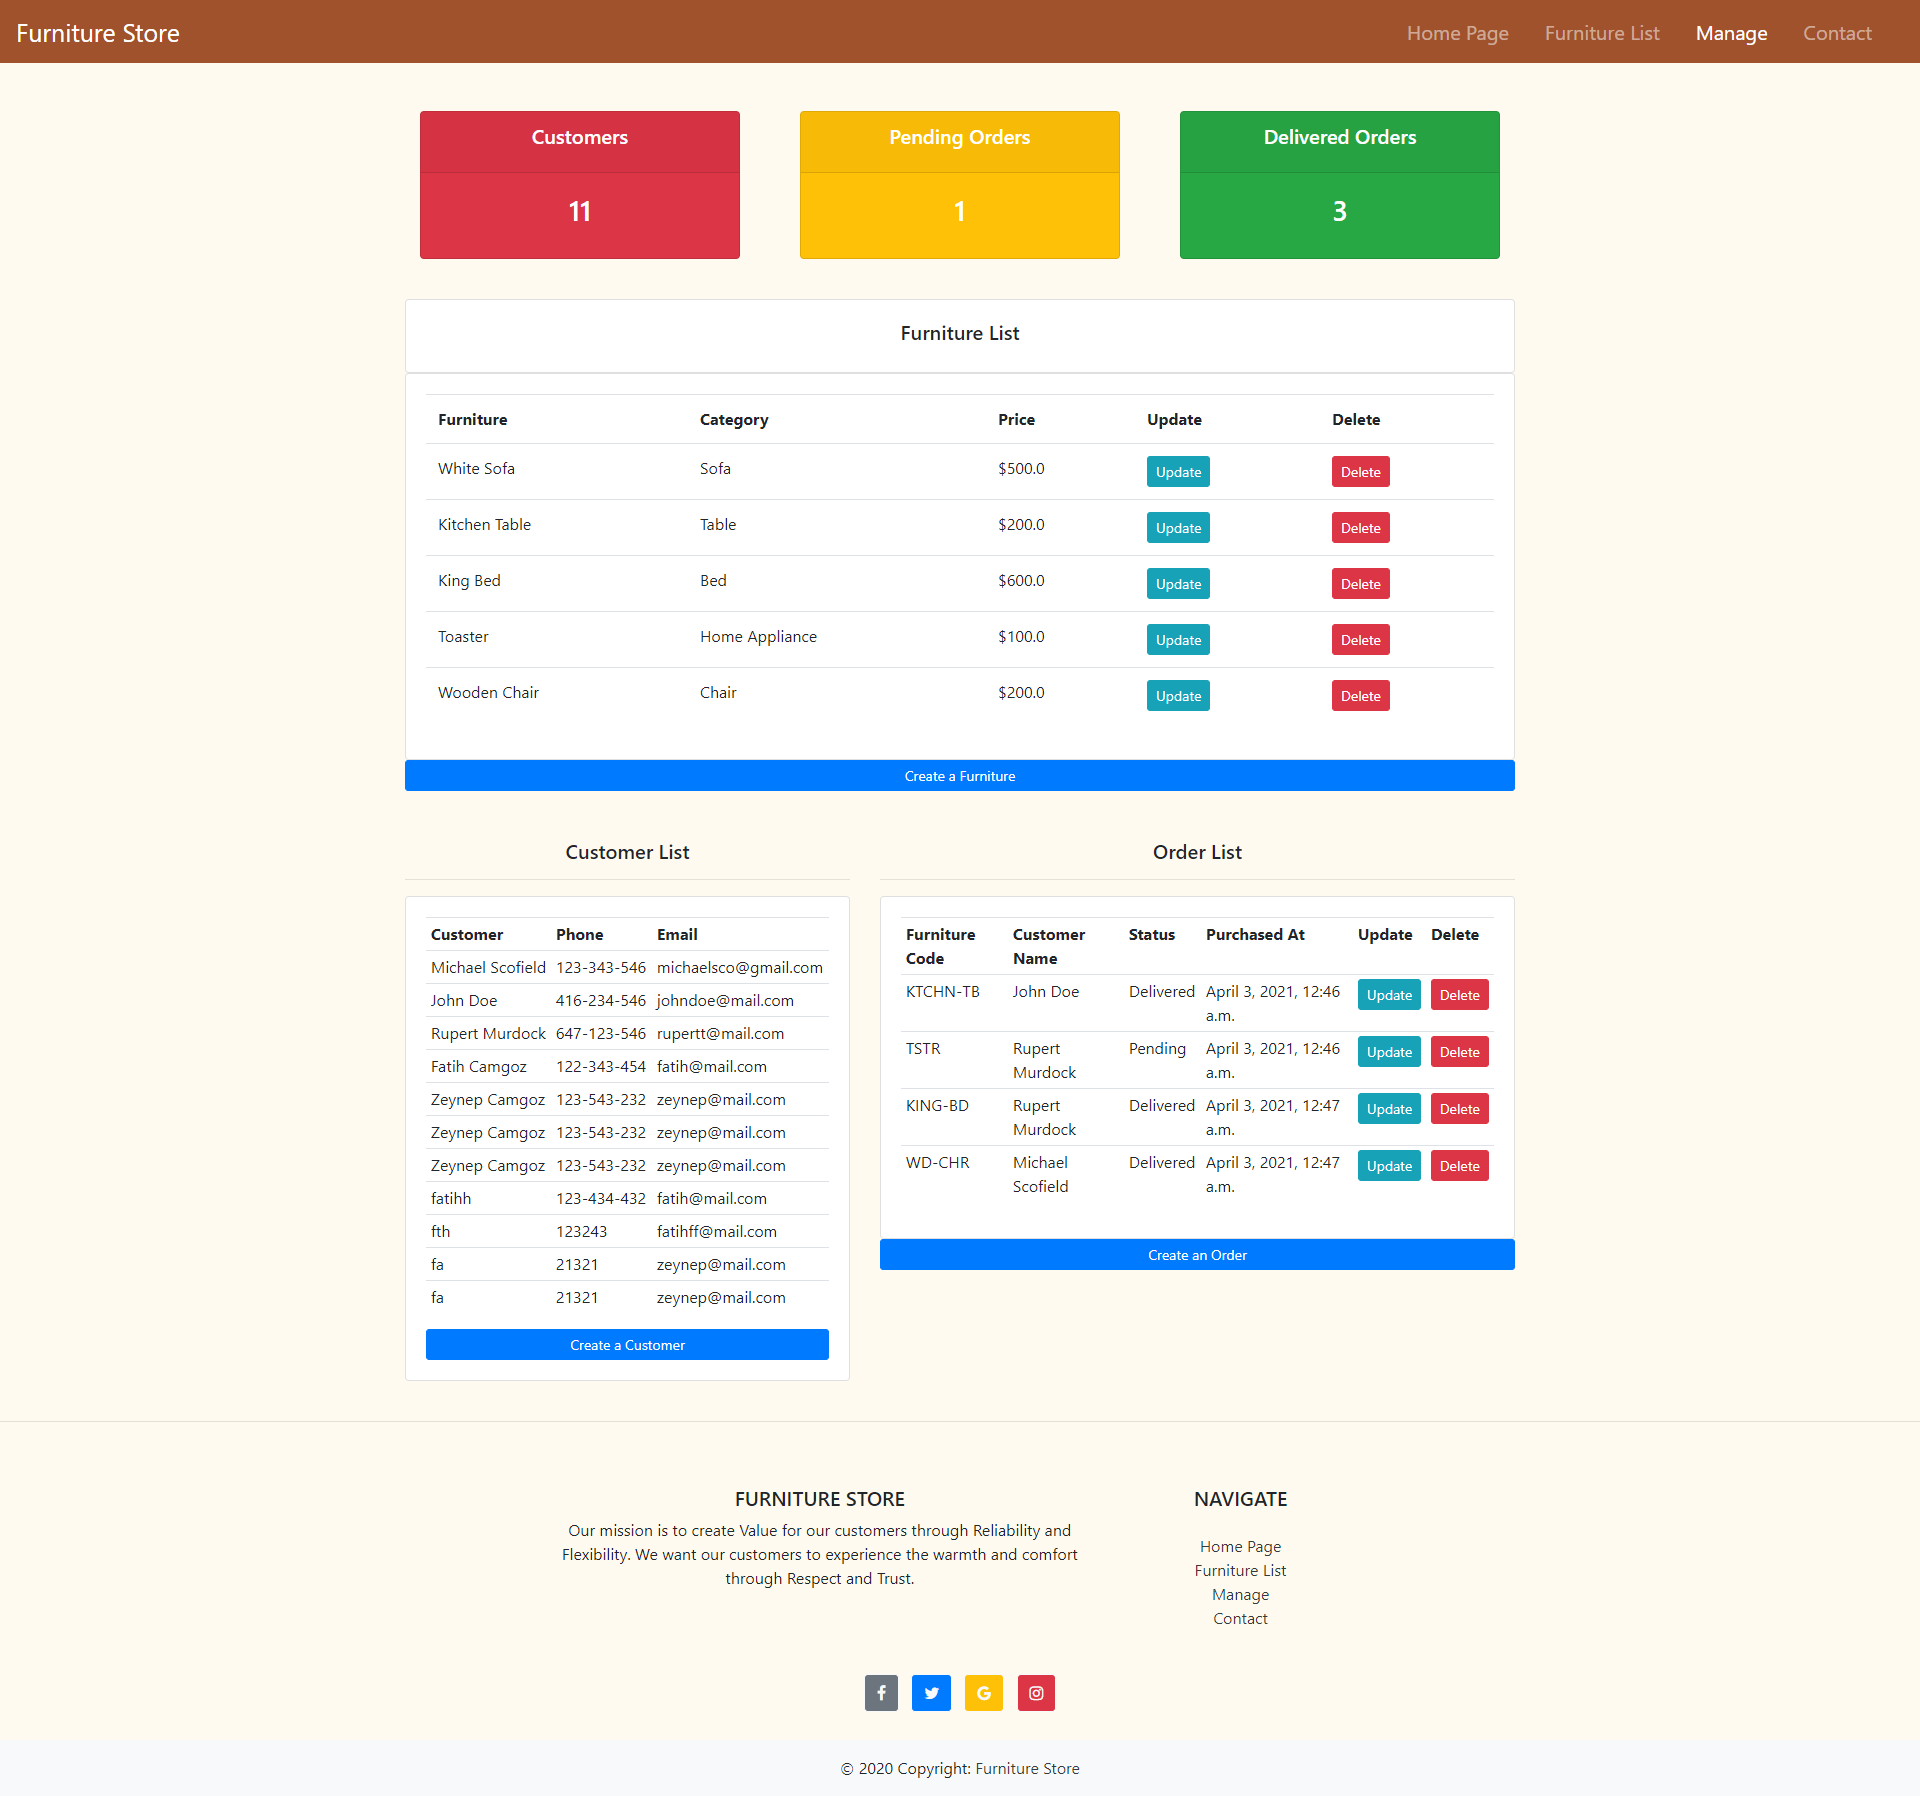 Furniture Store
Home Page Furniture List Manage Contact
Customers
11
Pending Orders
1
Delivered Orders
3
Furniture List
Furniture Category Price Update Delete
White Sofa Sofa $500.0 Update Delete
Kitchen Table Table $200.0 Update Delete
King Bed Bed $600.0 Update Delete
Toaster Home Appliance $100.0 Update Delete
Wooden Chair Chair $200.0 Update Delete
Create a Furniture
Customer List
Customer Phone Email
Michael Scofield 123-343-546 michaelsco@gmail.com
John Doe 416-234-546 johndoe@mail.com
Rupert Murdock 647-123-546 rupertt@mail.com
Fatih Camgoz 122-343-454 fatih@mail.com
Zeynep Camgoz 123-543-232 zeynep@mail.com
Zeynep Camgoz 123-543-232 zeynep@mail.com
Zeynep Camgoz 123-543-232 zeynep@mail.com
fatihh 123-434-432 fatih@mail.com
fth 123243 fatihff@mail.com
fa 21321 zeynep@mail.com
fa 21321 zeynep@mail.com
Create a Customer
Order List
Furniture Customer Status Purchased At Update Delete
Code Name
KTCHN-TB John Doe Delivered April 3, 2021, 12:46 Update Delete
a.m.
TSTR Rupert Pending April 3, 2021, 12:46 Update Delete
Murdock a.m.
KING-BD Rupert Delivered April 3, 2021, 12:47 Update Delete
Murdock a.m.
WD-CHR Michael Delivered April 3, 2021, 12:47 Update Delete
Scofield a.m.
Create an Order
FURNITURE STORE
Our mission is to create Value for our customers through Reliability and
Flexibility. We want our customers to experience the warmth and comfort
through Respect and Trust.
NAVIGATE
Home Page
Furniture List
Manage
Contact
© 2020 Copyright: Furniture Store